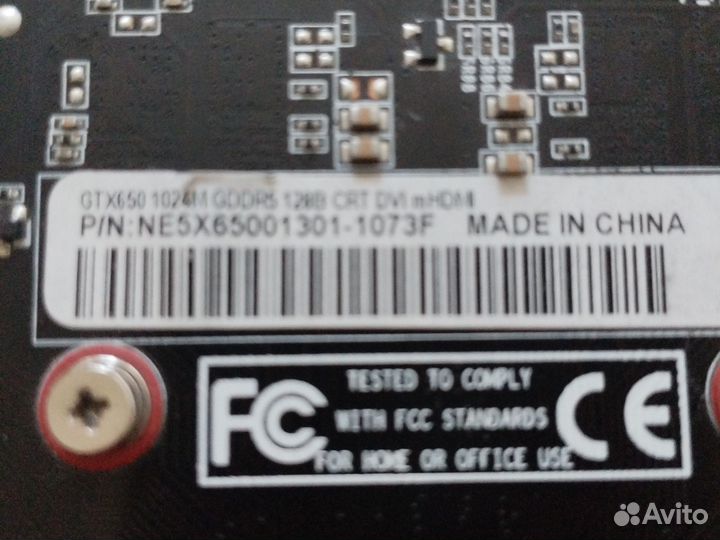 GTX650 1024M GDDR5 128B CRT DVI mHDMI
P/N:NE5X65001301-1073F MADE IN CHINA
FC CE
TESTED TO COMPLY
WITH FCC STANDARDS
FOR HOME OR OFFICE USE
Avito